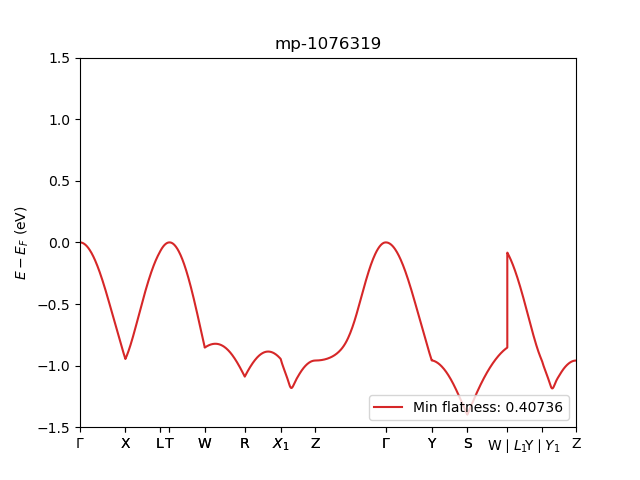 mp-1076319
E − E_F (eV)
1.5
1.0
0.5
0.0
−0.5
−1.0
−1.5
Min flatness: 0.40736
Γ X L T W R X₁ Z Γ Y S W | L₁Y | Y₁ Z